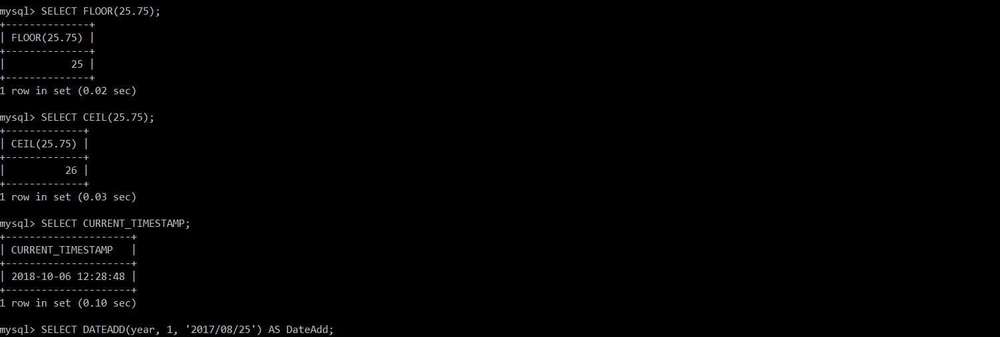 mysql> SELECT FLOOR(25.75);
+--------------+
| FLOOR(25.75) |
+--------------+
|           25 |
+--------------+
1 row in set (0.02 sec)

mysql> SELECT CEIL(25.75);
+-------------+
| CEIL(25.75) |
+-------------+
|          26 |
+-------------+
1 row in set (0.03 sec)

mysql> SELECT CURRENT_TIMESTAMP;
+---------------------+
| CURRENT_TIMESTAMP   |
+---------------------+
| 2018-10-06 12:28:48 |
+---------------------+
1 row in set (0.10 sec)

mysql> SELECT DATEADD(year, 1, '2017/08/25') AS DateAdd;